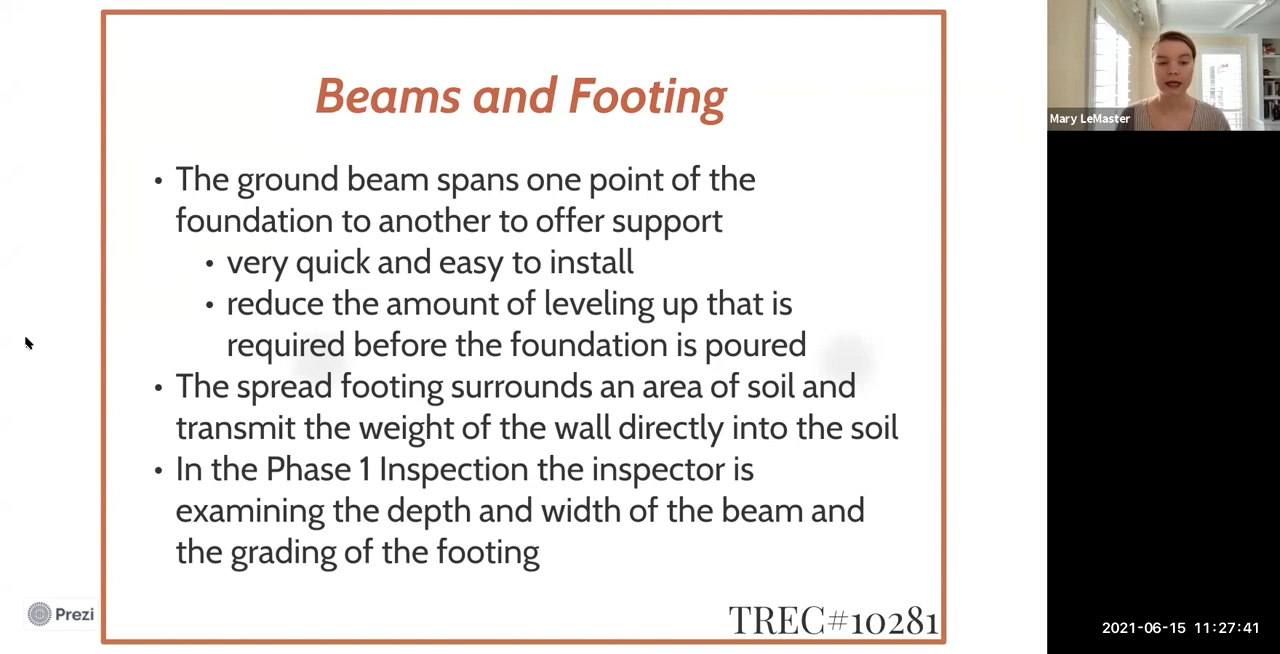 Beams and Footing
• The ground beam spans one point of the
foundation to another to offer support
• very quick and easy to install
• reduce the amount of leveling up that is
required before the foundation is poured
• The spread footing surrounds an area of soil and
transmit the weight of the wall directly into the soil
• In the Phase 1 Inspection the inspector is
examining the depth and width of the beam and
the grading of the footing
Prezi
TREC#10281
Mary LeMaster
2021-06-15 11:27:41